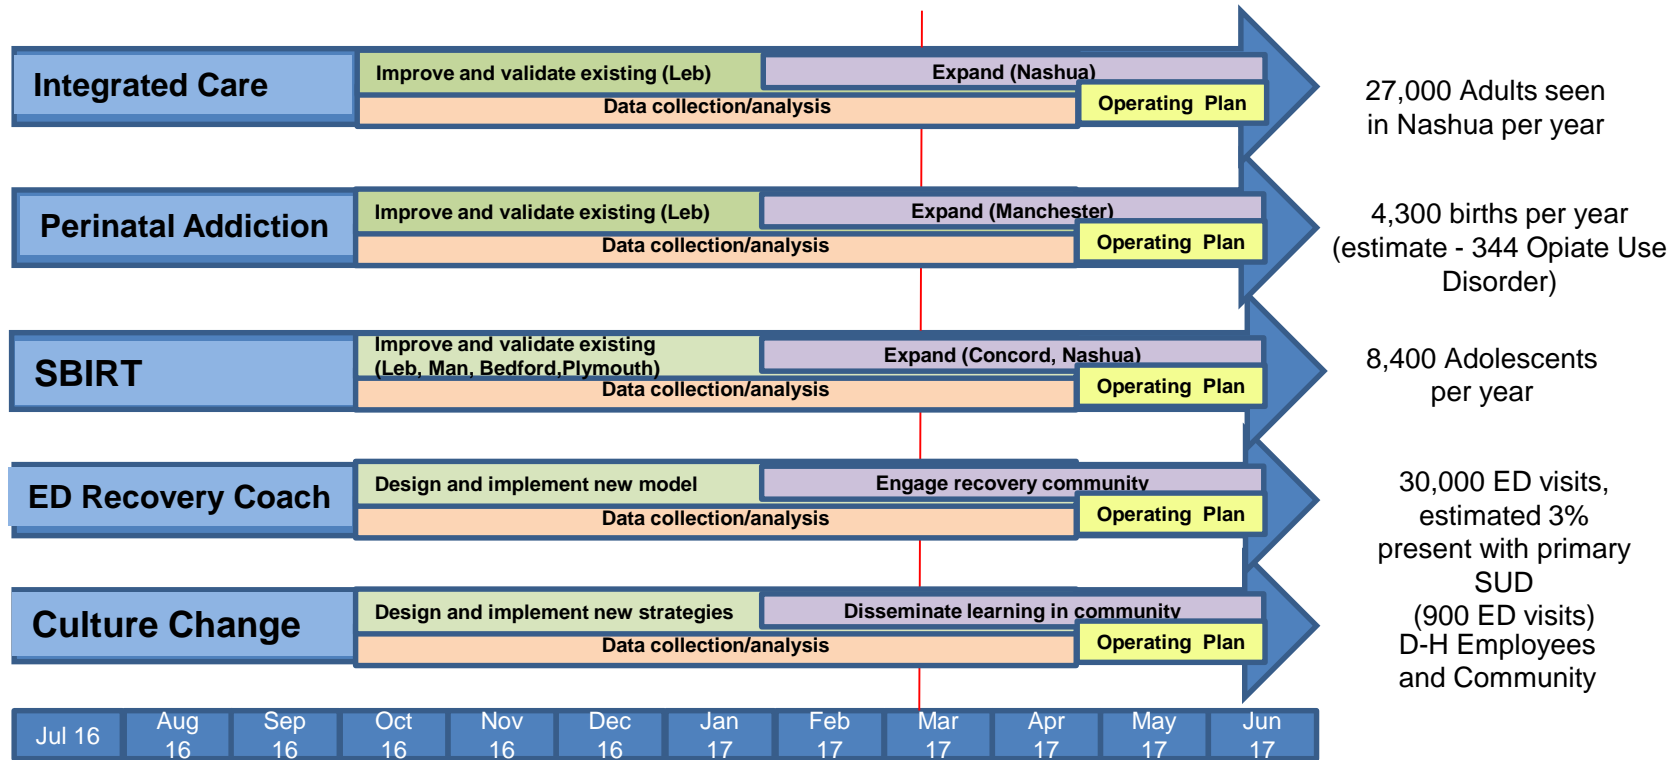 Integrated Care
Improve and validate existing (Leb)
Expand (Nashua)
Data collection/analysis
Operating Plan
27,000 Adults seen
in Nashua per year
Perinatal Addiction
Improve and validate existing (Leb)
Expand (Manchester)
Data collection/analysis
Operating Plan
4,300 births per year
(estimate - 344 Opiate Use
Disorder)
SBIRT
Improve and validate existing
(Leb, Man, Bedford,Plymouth)
Expand (Concord, Nashua)
Data collection/analysis
Operating Plan
8,400 Adolescents
per year
ED Recovery Coach
Design and implement new model
Engage recovery community
Data collection/analysis
Operating Plan
30,000 ED visits,
estimated 3%
present with primary
SUD
(900 ED visits)
Culture Change
Design and implement new strategies
Disseminate learning in community
Data collection/analysis
Operating Plan
D-H Employees
and Community
Jul 16
Aug
16
Sep
16
Oct
16
Nov
16
Dec
16
Jan
17
Feb
17
Mar
17
Apr
17
May
17
Jun
17